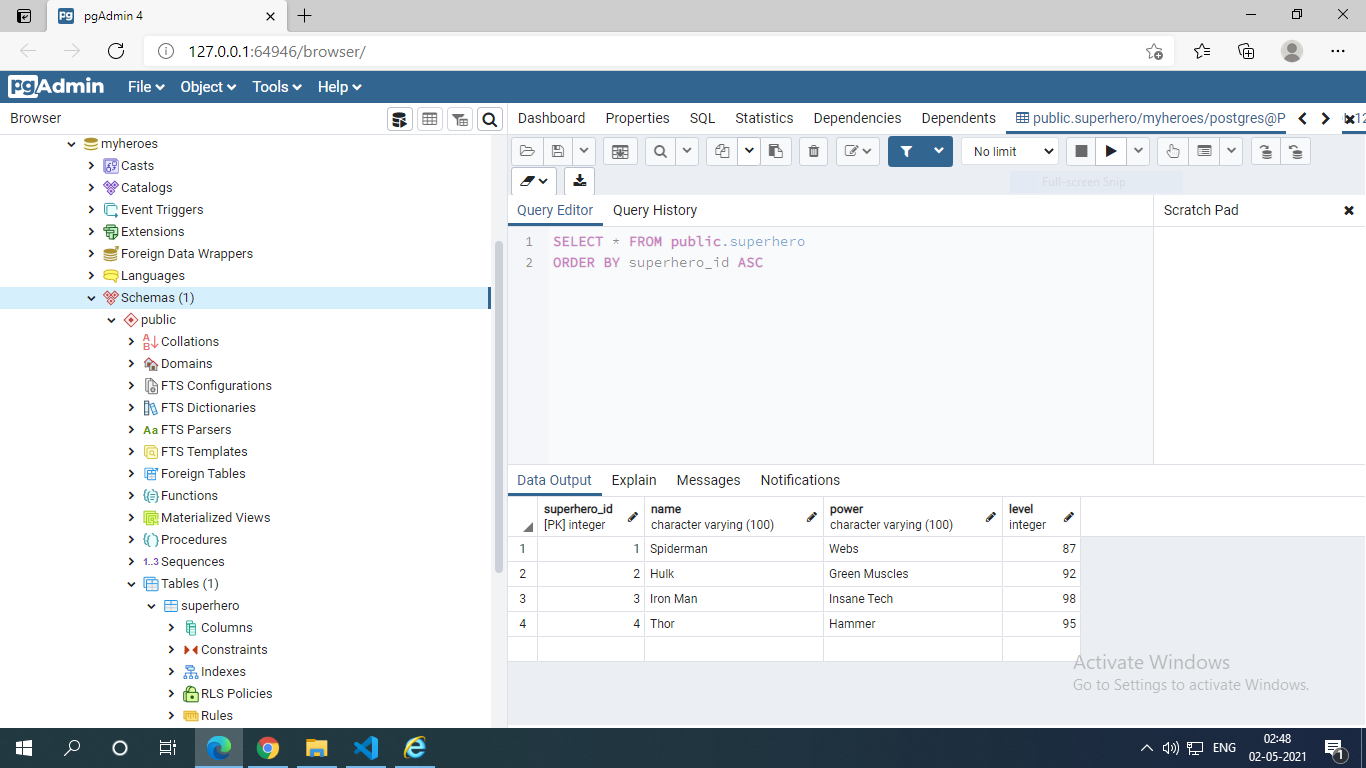 pgAdmin 4
127.0.0.1:64946/browser/
pgAdmin File Object Tools Help
Browser
Dashboard Properties SQL Statistics Dependencies Dependents public.superhero/myheroes/postgres@P
myheroes
Casts
Catalogs
Event Triggers
Extensions
Foreign Data Wrappers
Languages
Schemas (1)
public
Collations
Domains
FTS Configurations
FTS Dictionaries
Aa FTS Parsers
FTS Templates
Foreign Tables
Functions
Materialized Views
Procedures
1..3 Sequences
Tables (1)
superhero
Columns
Constraints
Indexes
RLS Policies
Rules
No limit
Full-screen Snip
Query Editor Query History
Scratch Pad
1 SELECT * FROM public.superhero
2 ORDER BY superhero_id ASC
Data Output Explain Messages Notifications
superhero_id name power level
[PK] integer character varying (100) character varying (100) integer
1 1 Spiderman Webs 87
2 2 Hulk Green Muscles 92
3 3 Iron Man Insane Tech 98
4 4 Thor Hammer 95
Activate Windows
Go to Settings to activate Windows.
ENG
02:48
02-05-2021
1